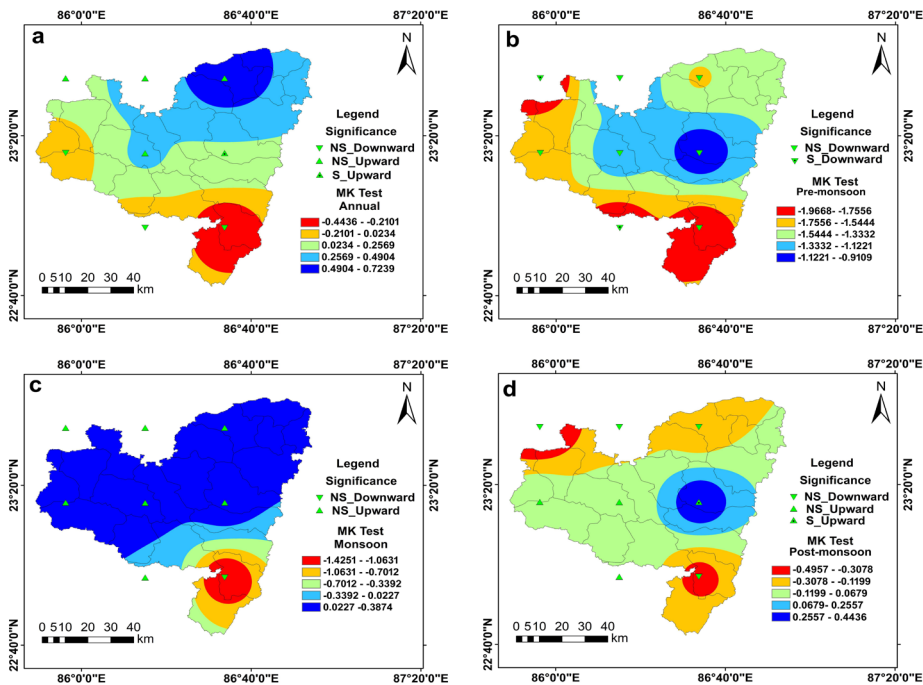 86°0'0"E 86°40'0"E 87°20'0"E
a
N
Legend
Significance
NS_Downward
NS_Upward
S_Upward
MK Test
Annual
-0.4436 - -0.2101
-0.2101 - 0.0234
0.0234 - 0.2569
0.2569 - 0.4904
0.4904 - 0.7239
0 510 20 30 40
km
23°20'0"N
22°40'0"N
86°0'0"E 86°40'0"E 87°20'0"E
86°0'0"E 86°40'0"E 87°20'0"E
b
N
Legend
Significance
NS_Downward
S_Downward
MK Test
Pre-monsoon
-1.9668- -1.7556
-1.7556 - -1.5444
-1.5444 - -1.3332
-1.3332 - -1.1221
-1.1221 - -0.9109
0 510 20 30 40
km
23°20'0"N
22°40'0"N
86°0'0"E 86°40'0"E 87°20'0"E
86°0'0"E 86°40'0"E 87°20'0"E
c
N
Legend
Significance
NS_Downward
NS_Upward
MK Test
Monsoon
-1.4251 - -1.0631
-1.0631 - -0.7012
-0.7012 - -0.3392
-0.3392 - 0.0227
0.0227 -0.3874
0 510 20 30 40
km
23°20'0"N
22°40'0"N
86°0'0"E 86°40'0"E 87°20'0"E
86°0'0"E 86°40'0"E 87°20'0"E
d
N
Legend
Significance
NS_Downward
NS_Upward
S_Upward
MK Test
Post-monsoon
-0.4957 - -0.3078
-0.3078 - -0.1199
-0.1199 - 0.0679
0.0679- 0.2557
0.2557 - 0.4436
0 510 20 30 40
km
23°20'0"N
22°40'0"N
86°0'0"E 86°40'0"E 87°20'0"E